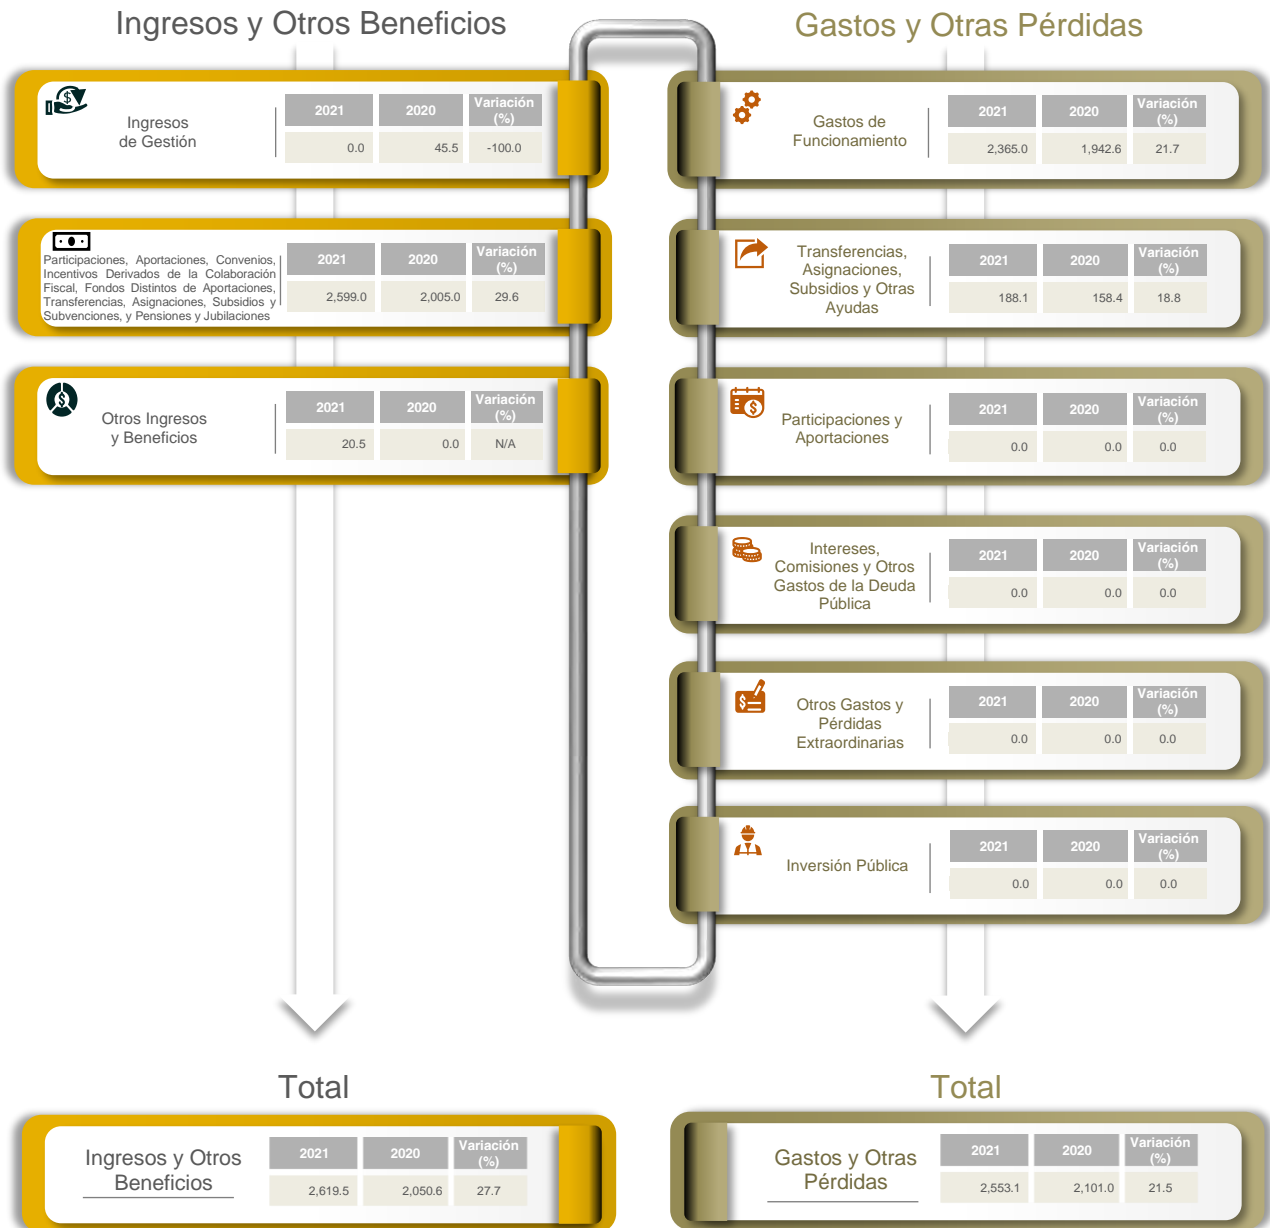 Ingresos y Otros Beneficios
Ingresos
de Gestión
2021 2020 Variación (%)
0.0 45.5 -100.0
Participaciones, Aportaciones, Convenios,
Incentivos Derivados de la Colaboración
Fiscal, Fondos Distintos de Aportaciones,
Transferencias, Asignaciones, Subsidios y
Subvenciones, y Pensiones y Jubilaciones
2021 2020 Variación (%)
2,599.0 2,005.0 29.6
Otros Ingresos
y Beneficios
2021 2020 Variación (%)
20.5 0.0 N/A
Total
Ingresos y Otros
Beneficios
2021 2020 Variación (%)
2,619.5 2,050.6 27.7
Gastos y Otras Pérdidas
Gastos de
Funcionamiento
2021 2020 Variación (%)
2,365.0 1,942.6 21.7
Transferencias,
Asignaciones,
Subsidios y Otras
Ayudas
2021 2020 Variación (%)
188.1 158.4 18.8
Participaciones y
Aportaciones
2021 2020 Variación (%)
0.0 0.0 0.0
Intereses,
Comisiones y Otros
Gastos de la Deuda
Pública
2021 2020 Variación (%)
0.0 0.0 0.0
Otros Gastos y
Pérdidas
Extraordinarias
2021 2020 Variación (%)
0.0 0.0 0.0
Inversión Pública
2021 2020 Variación (%)
0.0 0.0 0.0
Total
Gastos y Otras
Pérdidas
2021 2020 Variación (%)
2,553.1 2,101.0 21.5